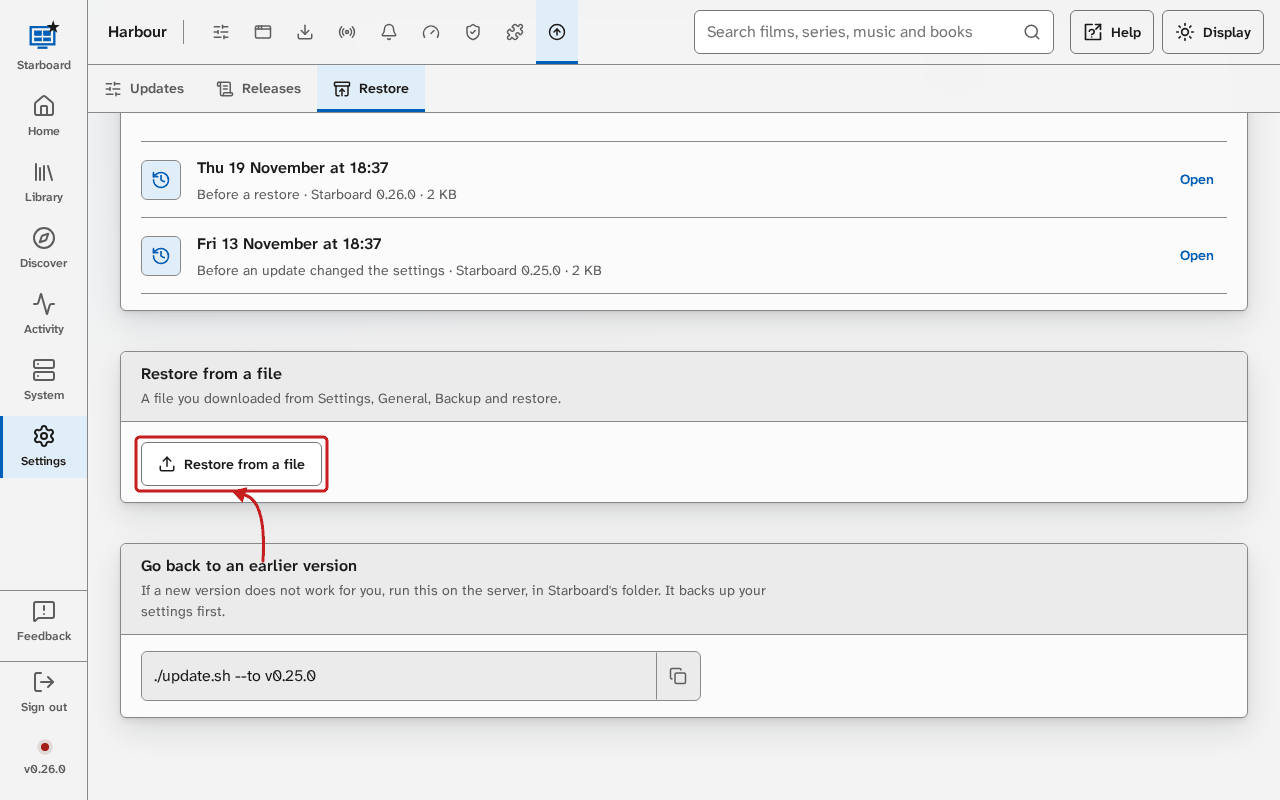 Starboard
Home
Library
Discover
Activity
System
Settings
Feedback
Sign out
v0.26.0
Harbour
Search films, series, music and books
Help
Display
Updates
Releases
Restore
Thu 19 November at 18:37
Before a restore · Starboard 0.26.0 · 2 KB
Open
Fri 13 November at 18:37
Before an update changed the settings · Starboard 0.25.0 · 2 KB
Open
Restore from a file
A file you downloaded from Settings, General, Backup and restore.
Restore from a file
Go back to an earlier version
If a new version does not work for you, run this on the server, in Starboard's folder. It backs up your
settings first.
./update.sh --to v0.25.0